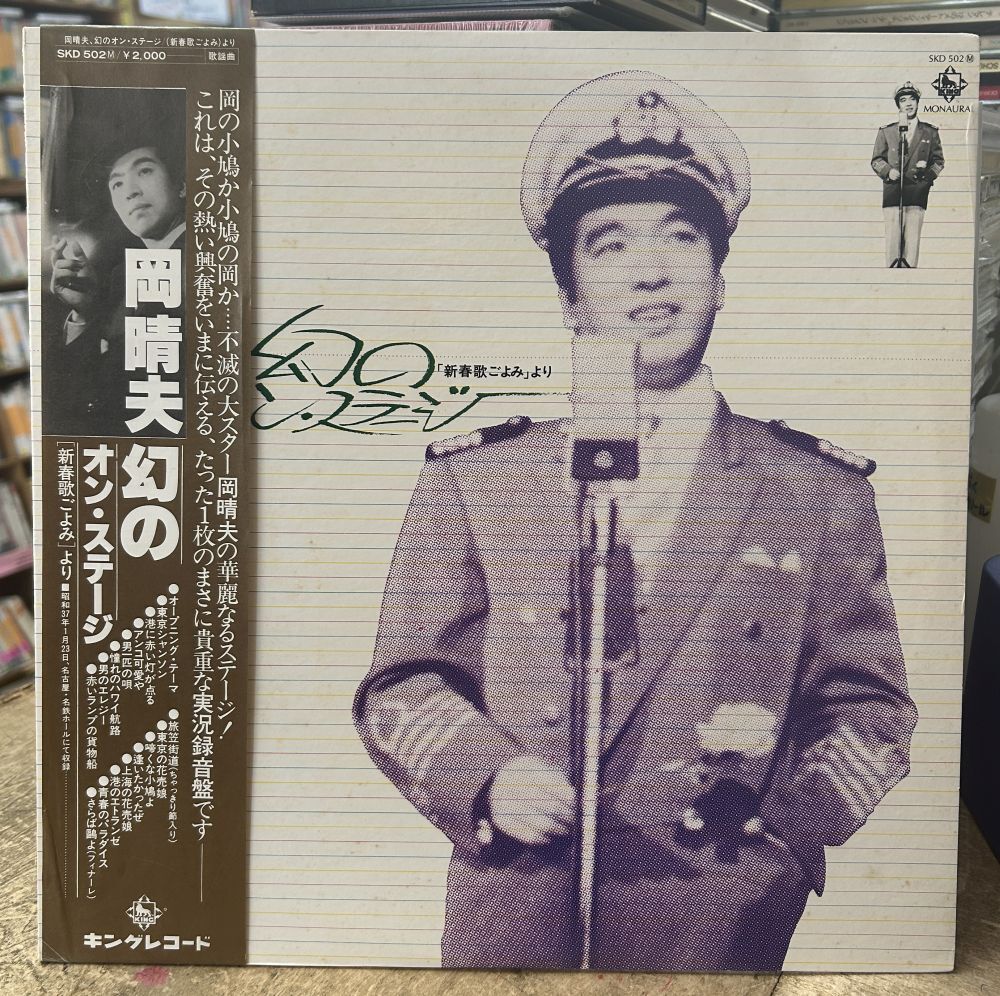 岡晴夫、幻のオン・ステージ(新春歌ごよみ)より
SKD 502M/¥2,000
歌謡曲
岡の小鳩か小鳩の岡か…不滅の大スター岡晴夫の華麗なるステージ!
これは、その熱い興奮をいまに伝える、たった1枚のまさに貴重な実況録音盤です——
岡晴夫幻の
オン・ステージ
[新春歌ごよみ]より
■昭和37年1月23日、名古屋・名鉄ホールにて収録………
●オープニング・テーマ
●東京シャンソン
●港に赤い灯が点る
●アンコ可愛や
●男一匹の唄
●憧れのハワイ航路
●男のエレジー
●赤いランプの貨物船
●旅笠街道(ちゃっきり節入り)
●東京の花売娘
●啼くな小鳩よ
●逢いたかったぜ
●上海の花売娘
●港のエトランゼ
●青春のパラダイス
●さらば鷗よ(フィナーレ)
KING
キングレコード
幻の
オン・ステージ
「新春歌ごよみ」より
SKD 502 M
KING
MONAURAL